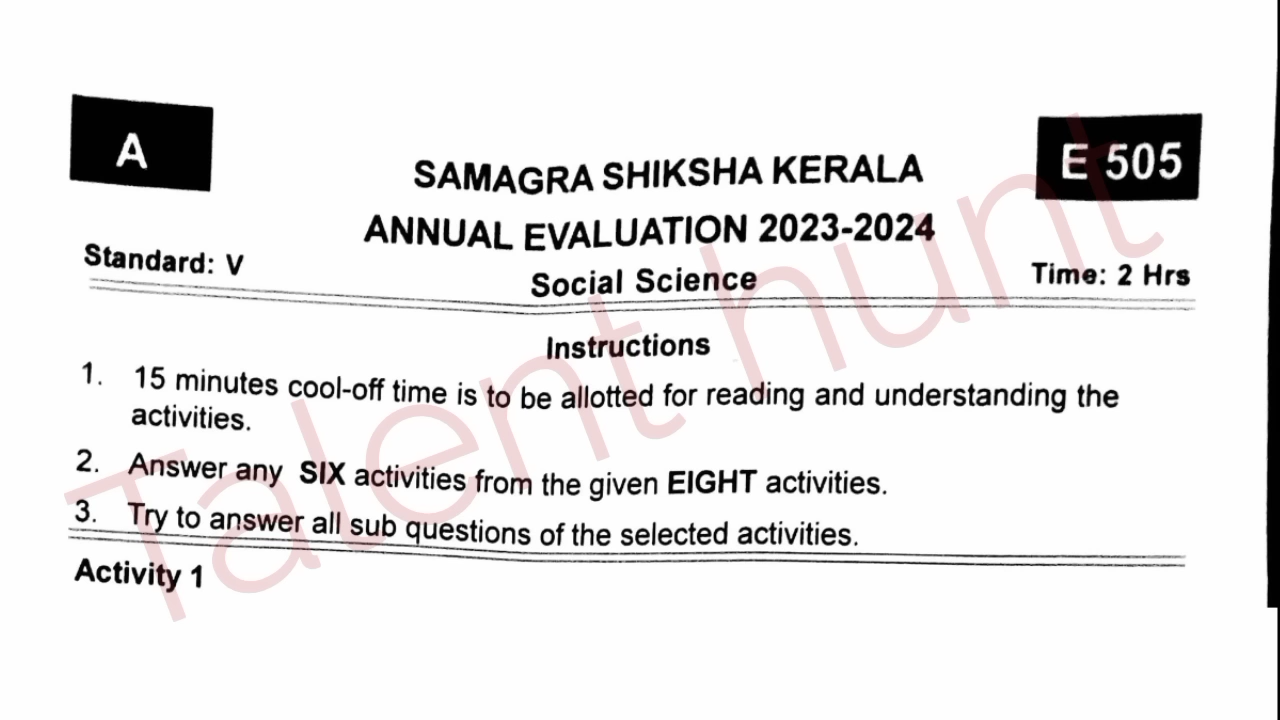 A
E 505
SAMAGRA SHIKSHA KERALA
ANNUAL EVALUATION 2023-2024
Standard: V
Social Science
Time: 2 Hrs
Instructions
1. 15 minutes cool-off time is to be allotted for reading and understanding the
activities.
2. Answer any SIX activities from the given EIGHT activities.
3. Try to answer all sub questions of the selected activities.
Activity 1
Talent hunt